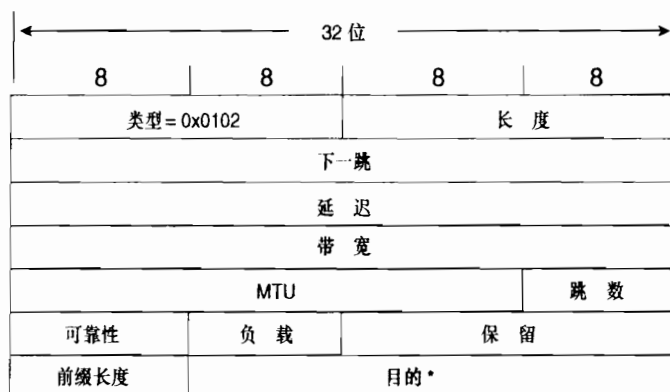 32 位
8 8 8 8
类型 = 0x0102 长 度
下一跳
延 迟
带 宽
MTU 跳 数
可靠性 负 载 保 留
前缀长度 目的*